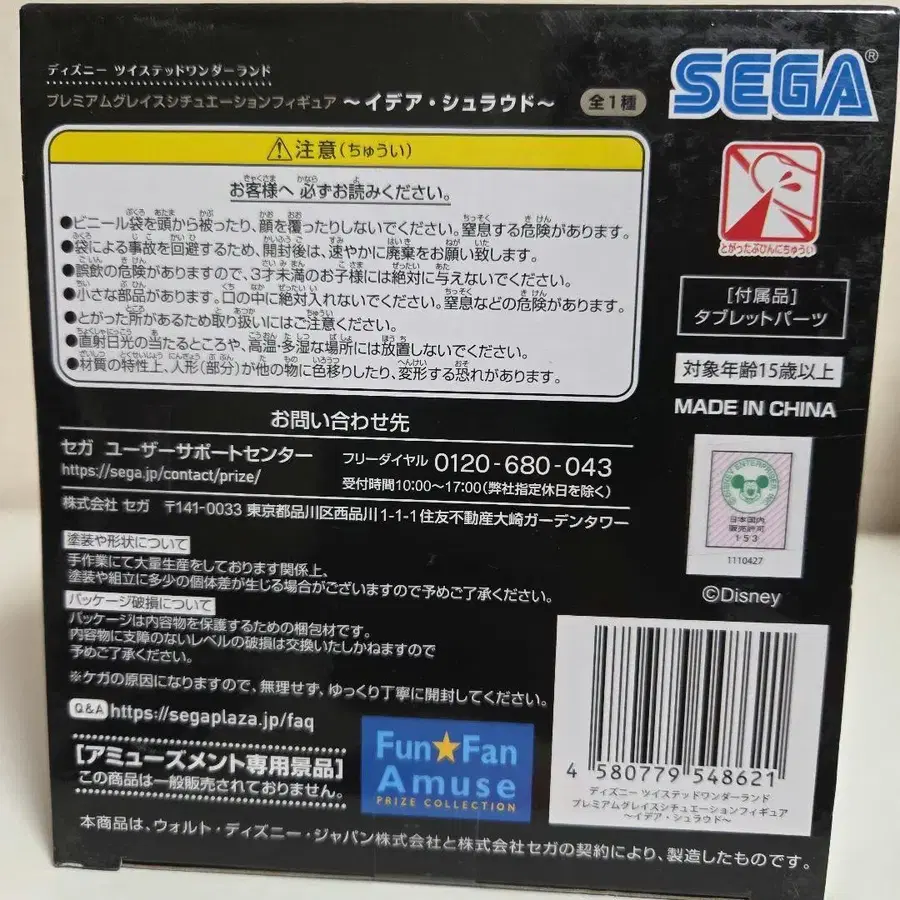 ディズニー ツイステッドワンダーランド
プレミアムグレイスシチュエーションフィギュア 〜イデア・シュラウド〜 全1種
SEGA®
⚠注意(ちゅうい)
お客様へ 必ずお読みください。
●ビニール袋を頭から被ったり、顔を覆ったりしないでください。窒息する危険があります。
●袋による事故を回避するため、開封後は、速やかに廃棄をお願い致します。
●誤飲の危険がありますので、3才未満のお子様には絶対に与えないでください。
●小さな部品があります。口の中に絶対入れないでください。窒息などの危険があります。
●とがった所があるため取り扱いにはご注意ください。
●直射日光の当たるところや、高温・多湿な場所には放置しないでください。
●材質の特性上、人形(部分)が他の物に色移りしたり、変形する恐れがあります。
とがったぶひんにちゅうい
[付属品]
タブレットパーツ
対象年齢15歳以上
MADE IN CHINA
お問い合わせ先
セガ ユーザーサポートセンター
https://sega.jp/contact/prize/
フリーダイヤル 0120-680-043
受付時間10:00〜17:00(弊社指定休日を除く)
株式会社 セガ 〒141-0033 東京都品川区西品川1-1-1住友不動産大崎ガーデンタワー
日本国内
販売許可
153
1110427
©Disney
塗装や形状について
手作業にて大量生産をしております関係上、
塗装や組立に多少の個体差が生じる場合がございますので予めご了承ください。
パッケージ破損について
パッケージは内容物を保護するための梱包材です。
内容物に支障のないレベルの破損は交換いたしかねますので
予めご了承ください。
※ケガの原因になりますので、無理せず、ゆっくり丁寧に開封してください。
Q&A https://segaplaza.jp/faq
[アミューズメント専用景品]
この商品は一般販売されておりません。
Fun★Fan
Amuse
PRIZE COLLECTION
4 580779 548621
ディズニー ツイステッドワンダーランド
プレミアムグレイスシチュエーションフィギュア
〜イデア・シュラウド〜
本商品は、ウォルト・ディズニー・ジャパン株式会社と株式会社セガの契約により、製造したものです。